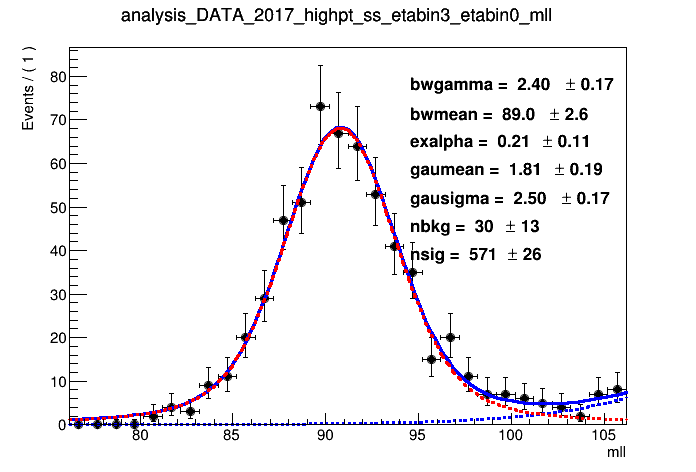 analysis_DATA_2017_highpt_ss_etabin3_etabin0_mll
Events / ( 1 )
80
70
60
50
40
30
20
10
0
bwgamma = 2.40 ± 0.17
bwmean = 89.0 ± 2.6
exalpha = 0.21 ± 0.11
gaumean = 1.81 ± 0.19
gausigma = 2.50 ± 0.17
nbkg = 30 ± 13
nsig = 571 ± 26
80 85 90 95 100 105
mll